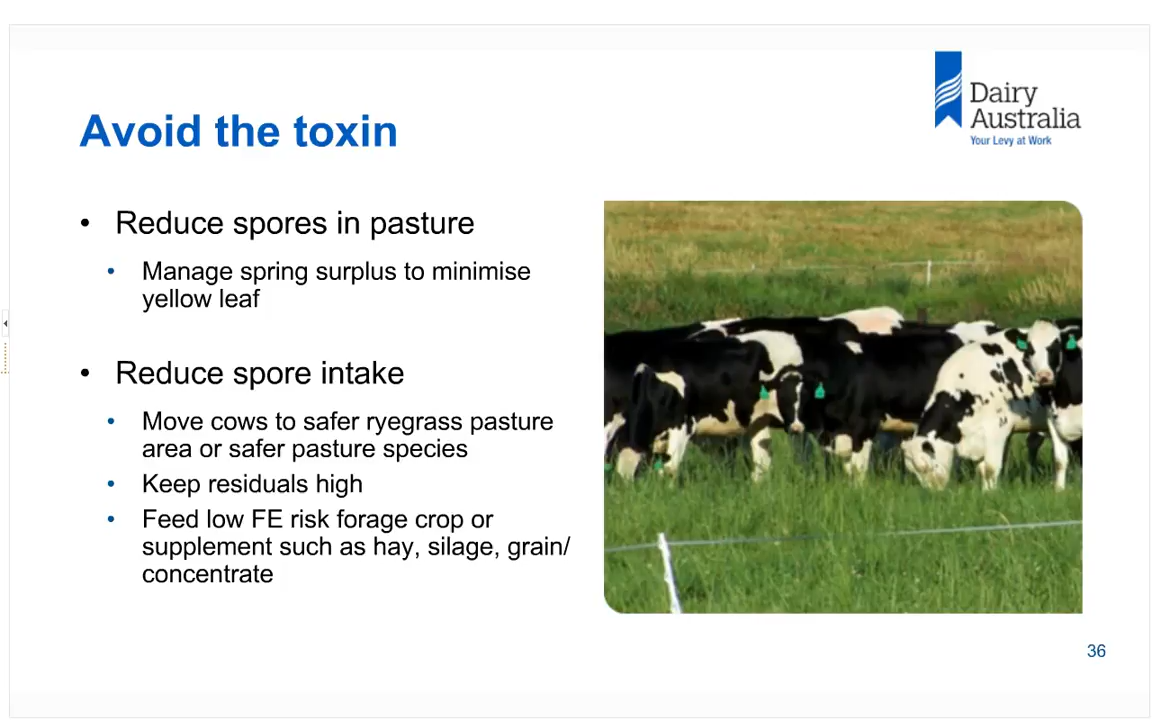 Dairy
Australia
Your Levy at Work
Avoid the toxin
• Reduce spores in pasture
• Manage spring surplus to minimise
yellow leaf
• Reduce spore intake
• Move cows to safer ryegrass pasture
area or safer pasture species
• Keep residuals high
• Feed low FE risk forage crop or
supplement such as hay, silage, grain/
concentrate
36